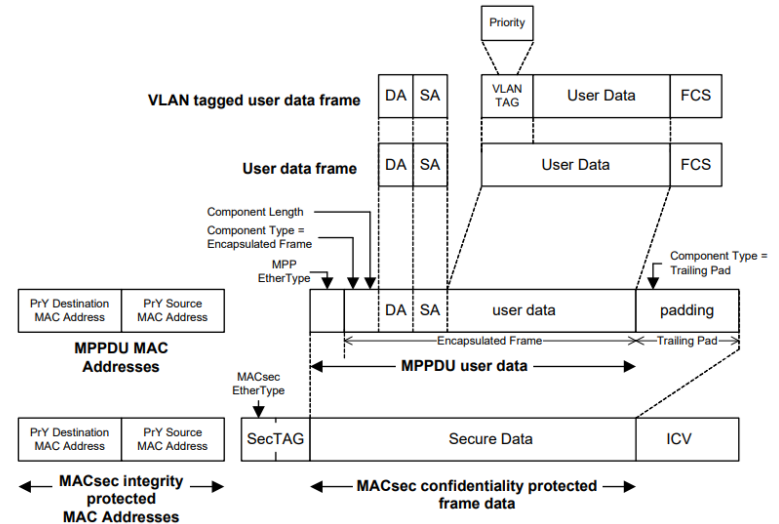 Priority
VLAN tagged user data frame
DA
SA
VLAN
TAG
User Data
FCS
User data frame
DA
SA
User Data
FCS
Component Length
Component Type =
Encapsulated Frame
MPP
EtherType
Component Type =
Trailing Pad
PrY Destination
MAC Address
PrY Source
MAC Address
DA
SA
user data
padding
MPPDU MAC
Addresses
Encapsulated Frame
Trailing Pad
MPPDU user data
MACsec
EtherType
PrY Destination
MAC Address
PrY Source
MAC Address
SecTAG
Secure Data
ICV
MACsec integrity
protected
MAC Addresses
MACsec confidentiality protected
frame data